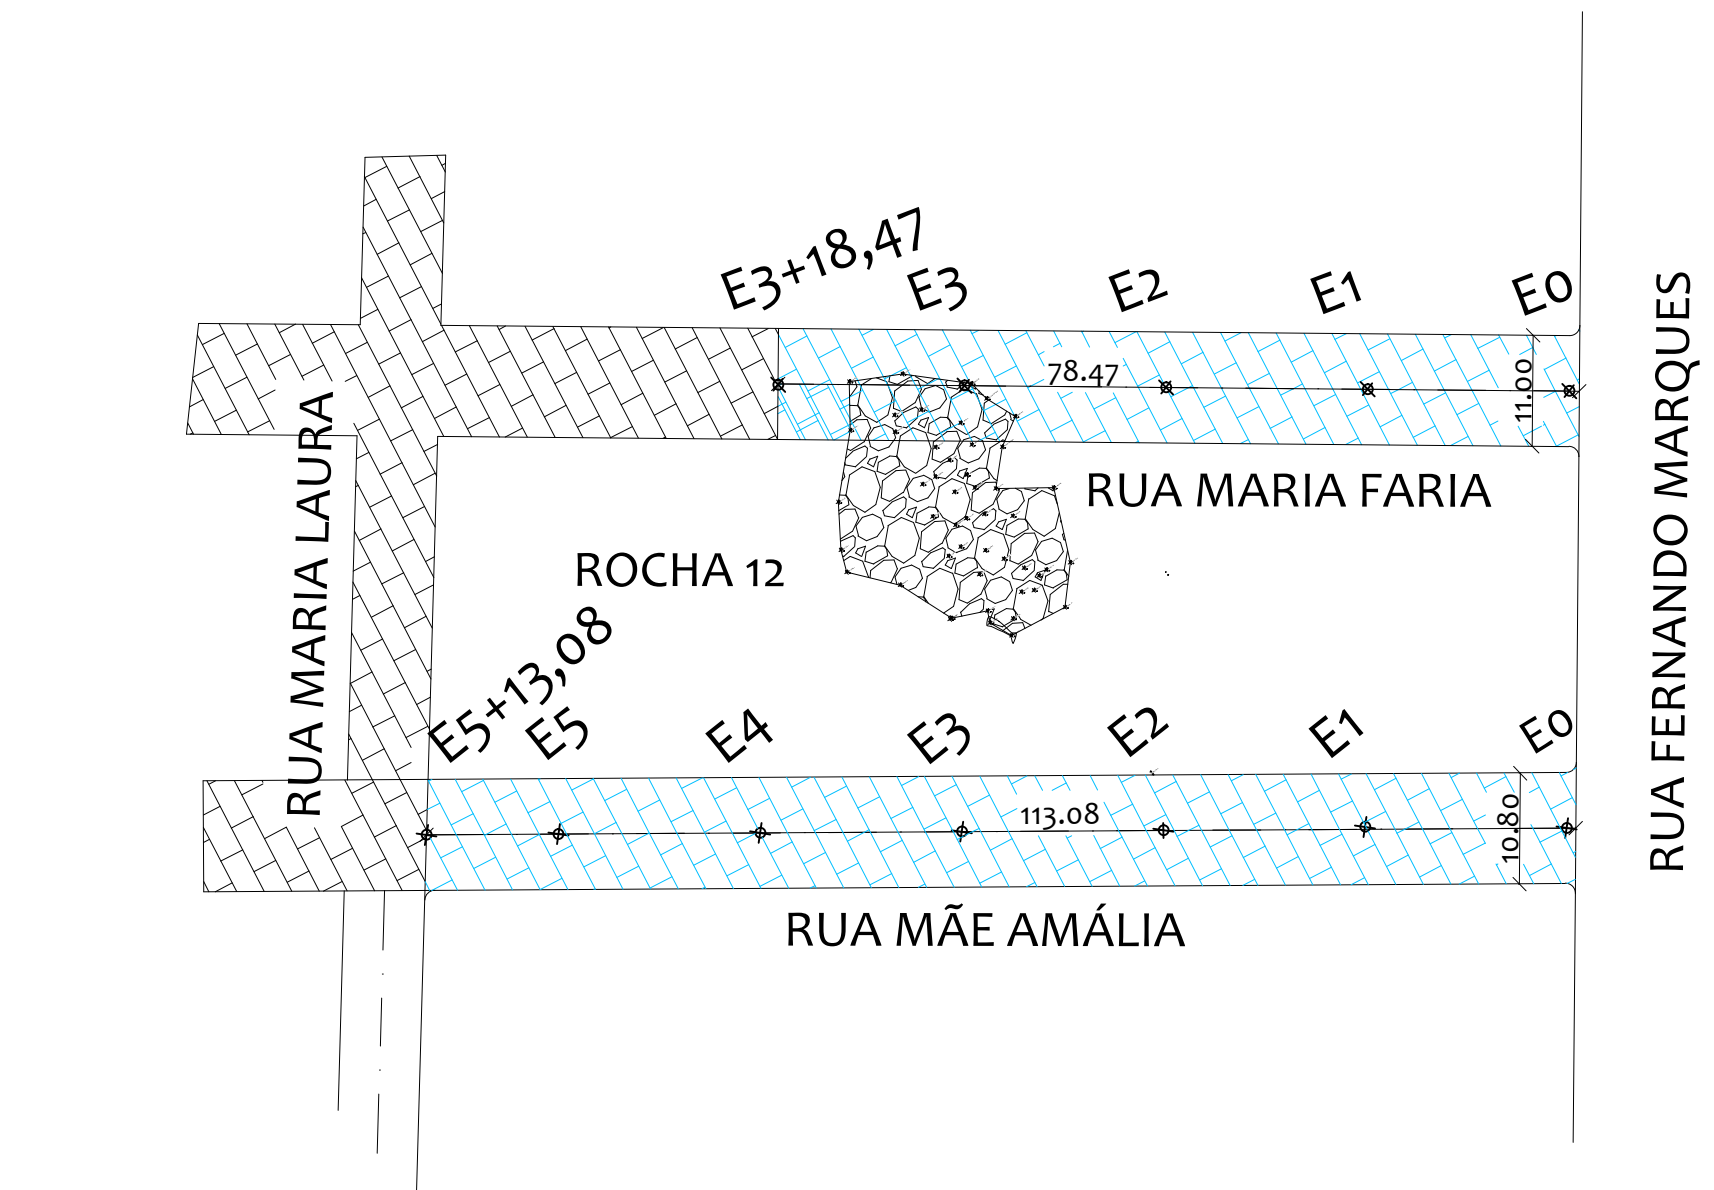 E3+18,47
E3
E2
E1
E0
78.47
11.00
RUA MARIA FARIA
RUA FERNANDO MARQUES
RUA MARIA LAURA
ROCHA 12
E5+13,08
E5
E4
E3
E2
E1
E0
113.08
10.80
RUA MÃE AMÁLIA